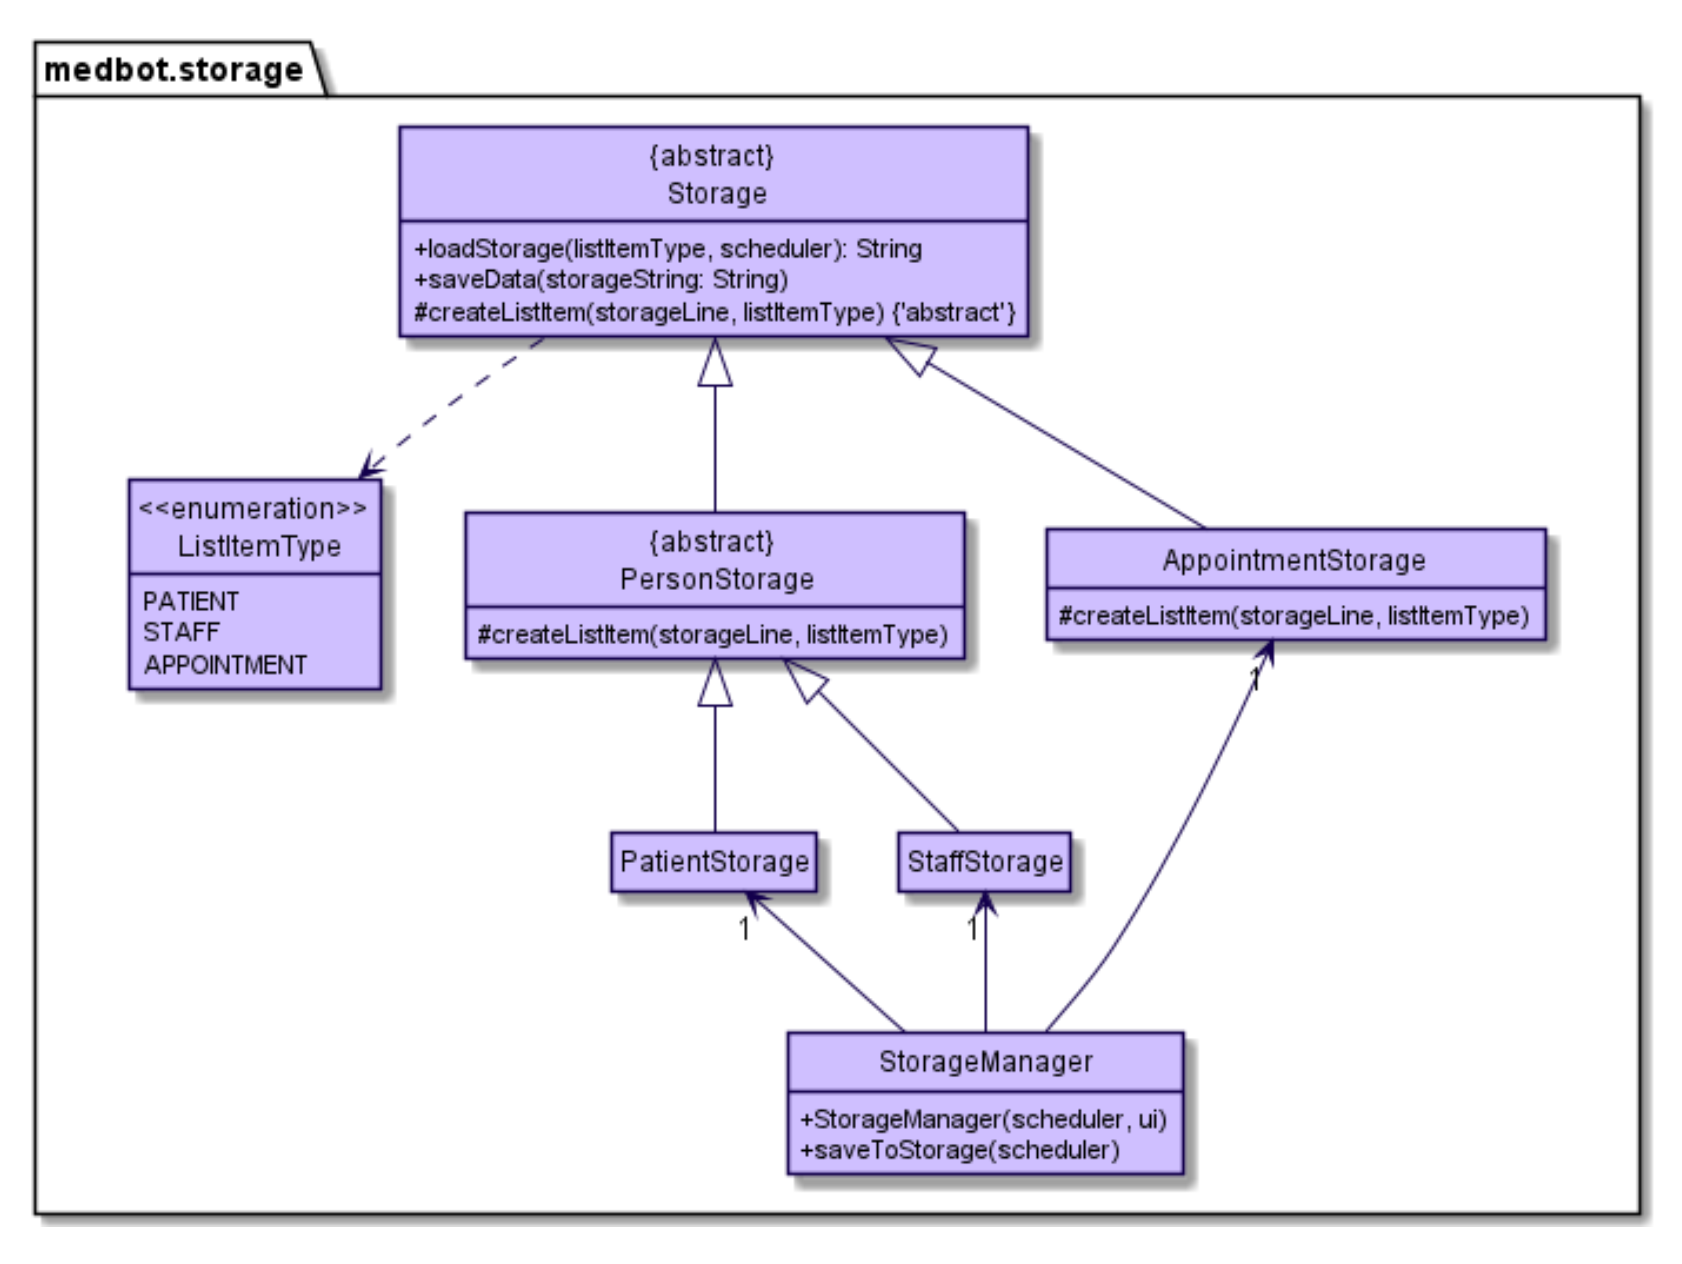 medbot.storage
{abstract}
Storage
+loadStorage(listItemType, scheduler): String
+saveData(storageString: String)
#createListItem(storageLine, listItemType) {'abstract'}
<<enumeration>>
ListItemType
PATIENT
STAFF
APPOINTMENT
{abstract}
PersonStorage
#createListItem(storageLine, listItemType)
AppointmentStorage
#createListItem(storageLine, listItemType)
1
PatientStorage
StaffStorage
1
1
StorageManager
+StorageManager(scheduler, ui)
+saveToStorage(scheduler)